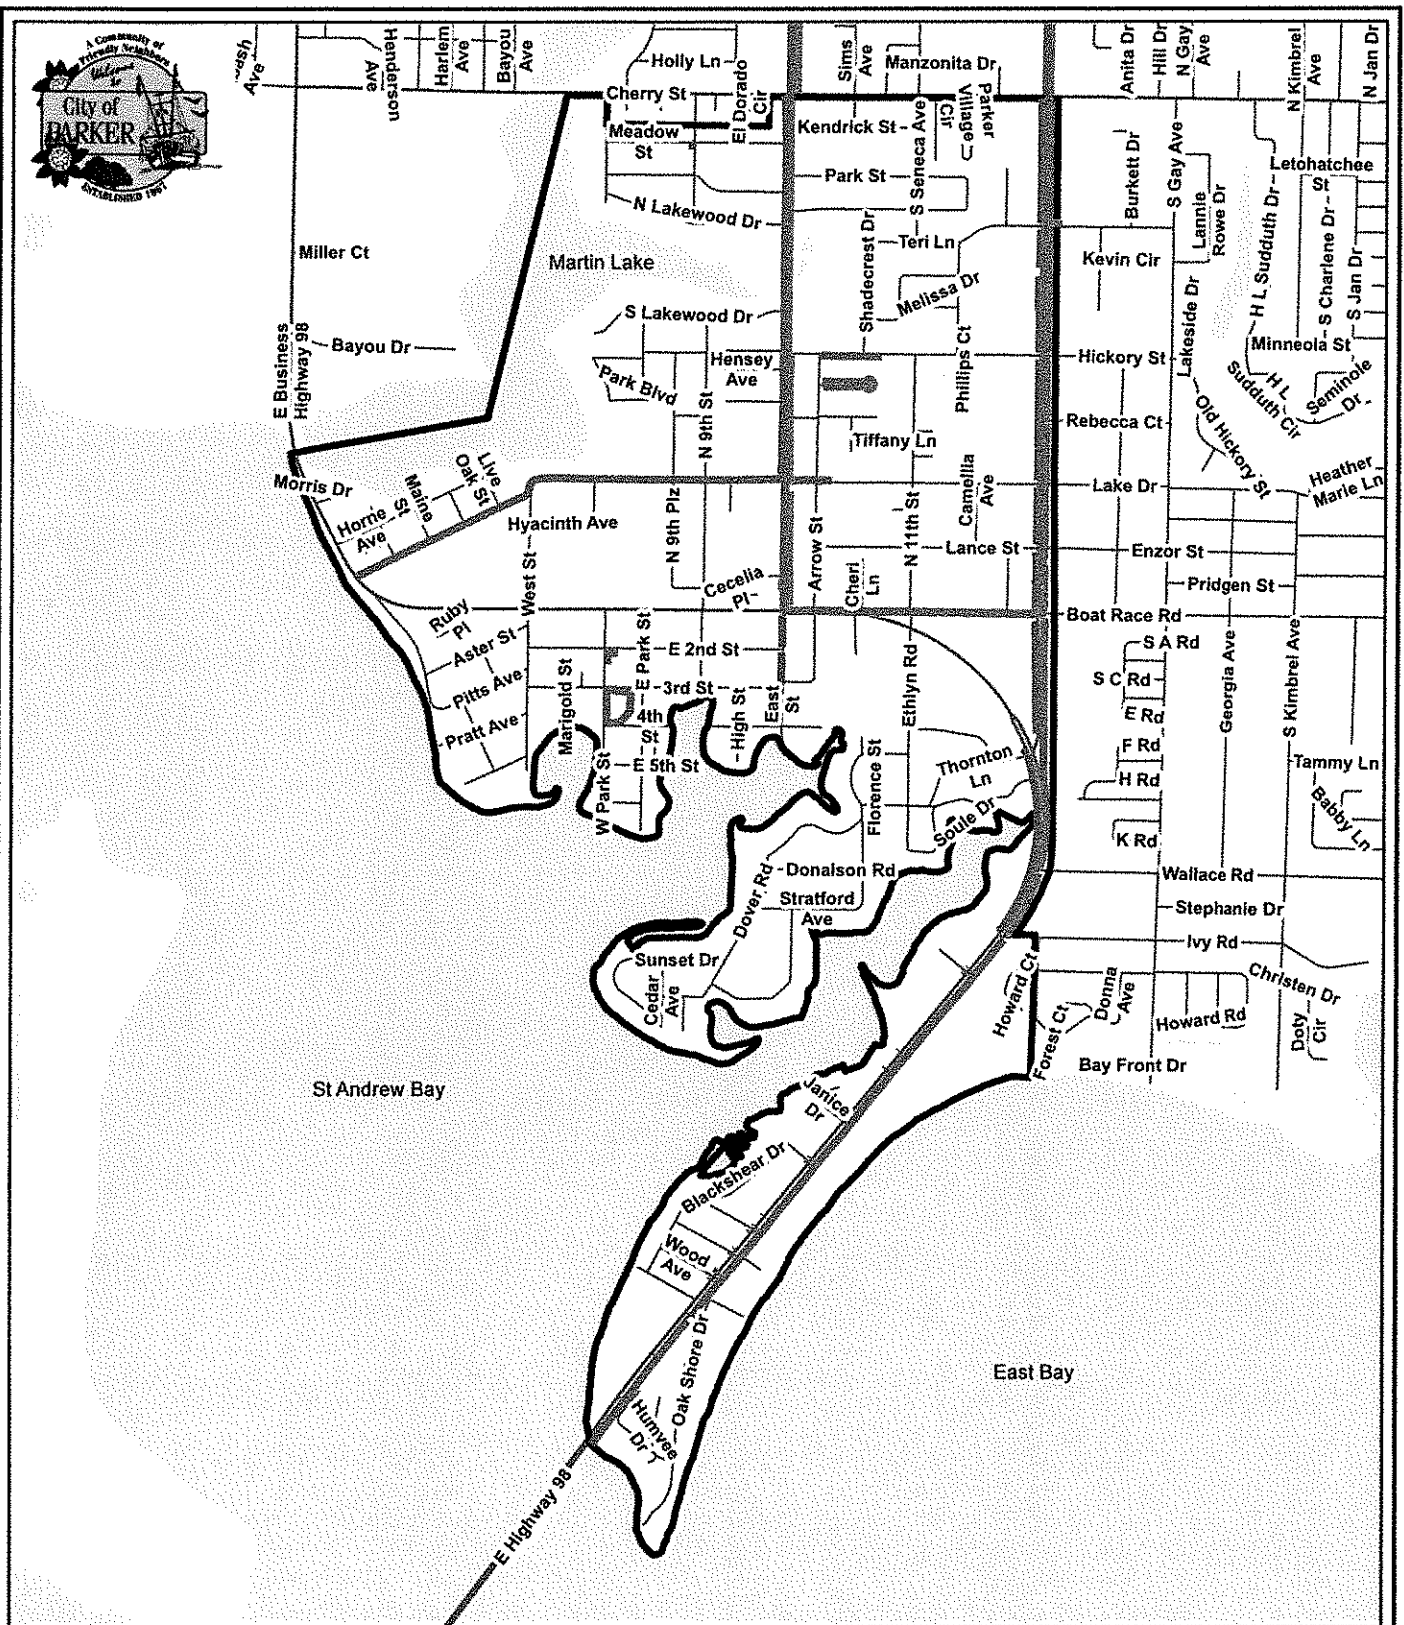 A Community of
Friendly Neighbors
Welcome
to
City of
PARKER
ESTABLISHED 1967
Ave
Henderson
Ave
Harlem
Ave
Bayou
Ave
Holly Ln
Cherry St
El Dorado
Cir
Meadow
St
Sims
Ave
Manzonita Dr
Kendrick St
Parker
Village
Cir
Park St
S Seneca Ave
Anita Dr
Hill Dr
N Gay
Ave
N Kimbrel
Ave
N Jan Dr
Burkett Dr
S Gay Ave
Lannie
Rowe Dr
Letohatchee
St
H L Sudduth Dr
S Charlene Dr
S Jan Dr
N Lakewood Dr
Teri Ln
Shadecrest Dr
Kevin Cir
Miller Ct
Martin Lake
Melissa Dr
Lakeside Dr
S Lakewood Dr
E Business
Highway 98
Bayou Dr
Hensey
Ave
Park Blvd
N 9th St
Phillips Ct
Hickory St
Minneola St
H L
Sudduth Cir
Seminole
Dr
Rebecca Ct
Old Hickory St
Tiffany Ln
Live
Oak St
Maine
St
Morris Dr
Horne
Ave
Camellia
Ave
Lake Dr
Heather
Marie Ln
Hyacinth Ave
N 9th Plz
Arrow St
N 11th St
Lance St
Enzor St
West St
Cecelia
Pl
Cheri
Ln
Pridgen St
Boat Race Rd
Ruby
Pl
Aster St
E Park St
E 2nd St
Ethlyn Rd
S A Rd
Georgia Ave
S Kimbrel Ave
Pitts Ave
Marigold St
3rd St
S C Rd
Pratt Ave
4th
St
High St
East
St
E Rd
F Rd
E 5th St
W Park St
Florence St
Thornton
Ln
H Rd
Tammy Ln
Soule Dr
K Rd
Babby Ln
Donalson Rd
Wallace Rd
Dover Rd
Stratford
Ave
Stephanie Dr
Ivy Rd
Sunset Dr
Cedar
Ave
Howard Ct
Donna
Ave
Christen Dr
Howard Rd
Doty
Cir
Forest Ct
Bay Front Dr
St Andrew Bay
Janice
Dr
Blackshear Dr
Wood
Ave
Oak Shore Dr
East Bay
Humvee
Dr
E Highway 98